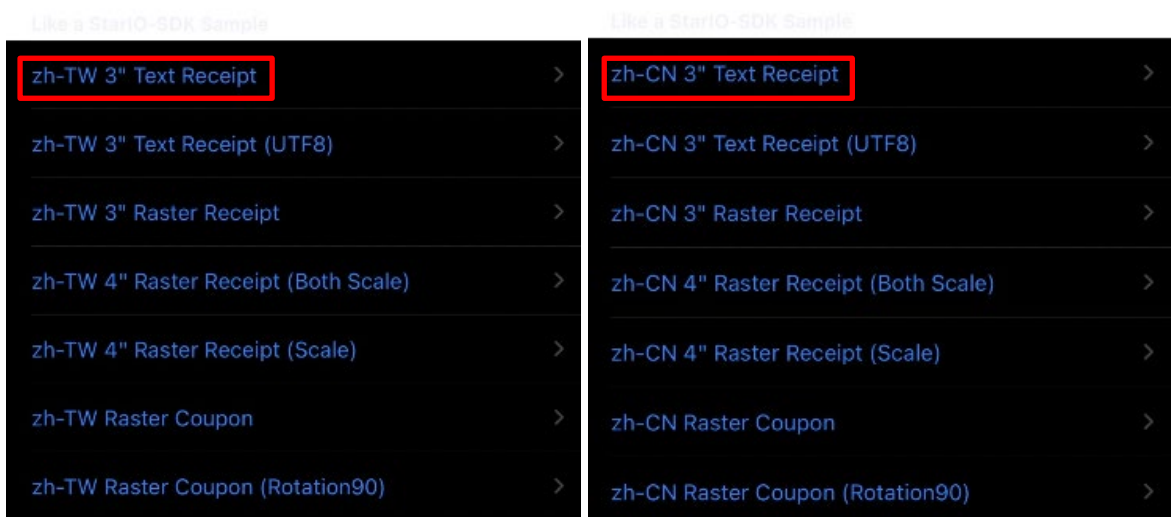 Like a StarIO-SDK Sample
zh-TW 3" Text Receipt
zh-TW 3" Text Receipt (UTF8)
zh-TW 3" Raster Receipt
zh-TW 4" Raster Receipt (Both Scale)
zh-TW 4" Raster Receipt (Scale)
zh-TW Raster Coupon
zh-TW Raster Coupon (Rotation90)
Like a StarIO-SDK Sample
zh-CN 3" Text Receipt
zh-CN 3" Text Receipt (UTF8)
zh-CN 3" Raster Receipt
zh-CN 4" Raster Receipt (Both Scale)
zh-CN 4" Raster Receipt (Scale)
zh-CN Raster Coupon
zh-CN Raster Coupon (Rotation90)